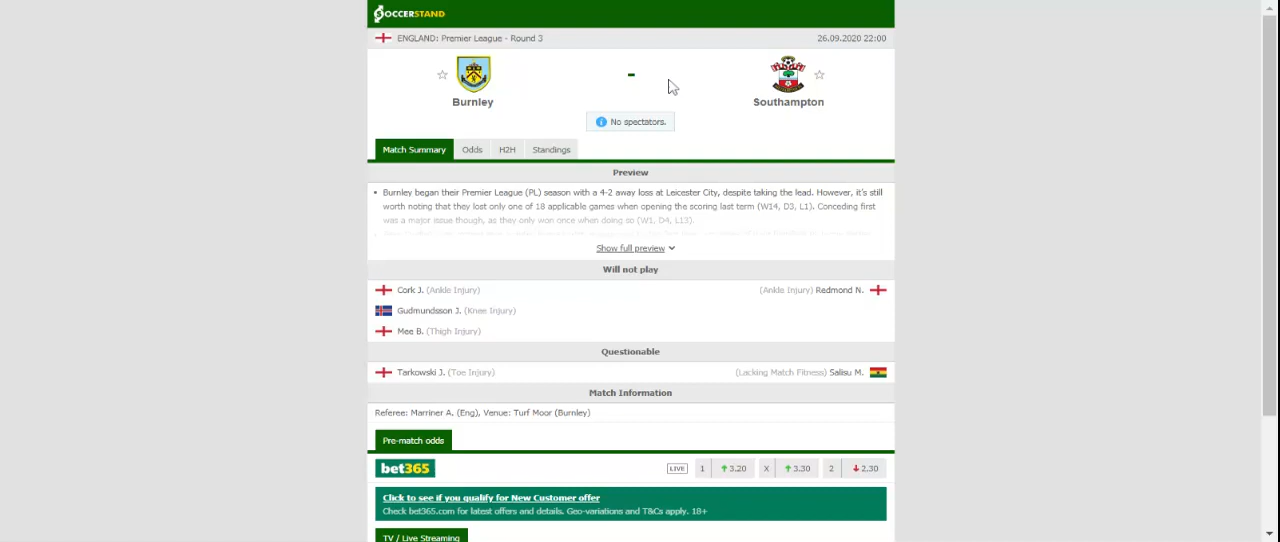 SOCCERSTAND
ENGLAND: Premier League - Round 3 26.09.2020 22:00
-
Burnley Southampton
No spectators.
Match Summary Odds H2H Standings
Preview
Burnley began their Premier League (PL) season with a 4-2 away loss at Leicester City, despite taking the lead. However, it's still
worth noting that they lost only one of 18 applicable games when opening the scoring last term (W14, D3, L1). Conceding first
was a major issue though, as they only won once when doing so (W1, D4, L13).
Show full preview
Will not play
Cork J. (Ankle Injury) (Ankle Injury) Redmond N.
Gudmundsson J. (Knee Injury)
Mee B. (Thigh Injury)
Questionable
Tarkowski J. (Toe Injury) (Lacking Match Fitness) Salisu M.
Match Information
Referee: Marriner A. (Eng), Venue: Turf Moor (Burnley)
Pre-match odds
bet365 LIVE 1 3.20 X 3.30 2 2.30
Click to see if you qualify for New Customer offer
Check bet365.com for latest offers and details. Geo-variations and T&Cs apply. 18+
TV / Live Streaming